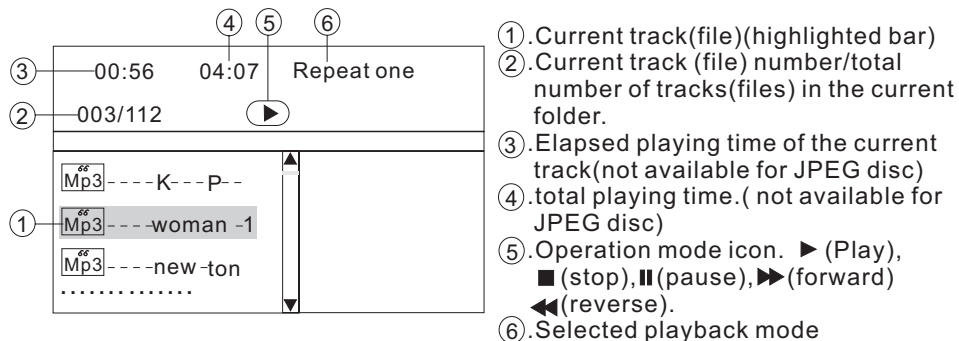 ④ ⑤ ⑥
③ 00:56 04:07 Repeat one
② 003/112
Mp3 ----K---P--
① Mp3 ----woman -1
Mp3 ----new-ton
..............
①.Current track(file)(highlighted bar)
②.Current track (file) number/total
number of tracks(files) in the current
folder.
③.Elapsed playing time of the current
track(not available for JPEG disc)
④.total playing time.( not available for
JPEG disc)
⑤.Operation mode icon. ▶ (Play),
■(stop),⏸(pause),▶▶(forward)
◀◀(reverse).
⑥.Selected playback mode